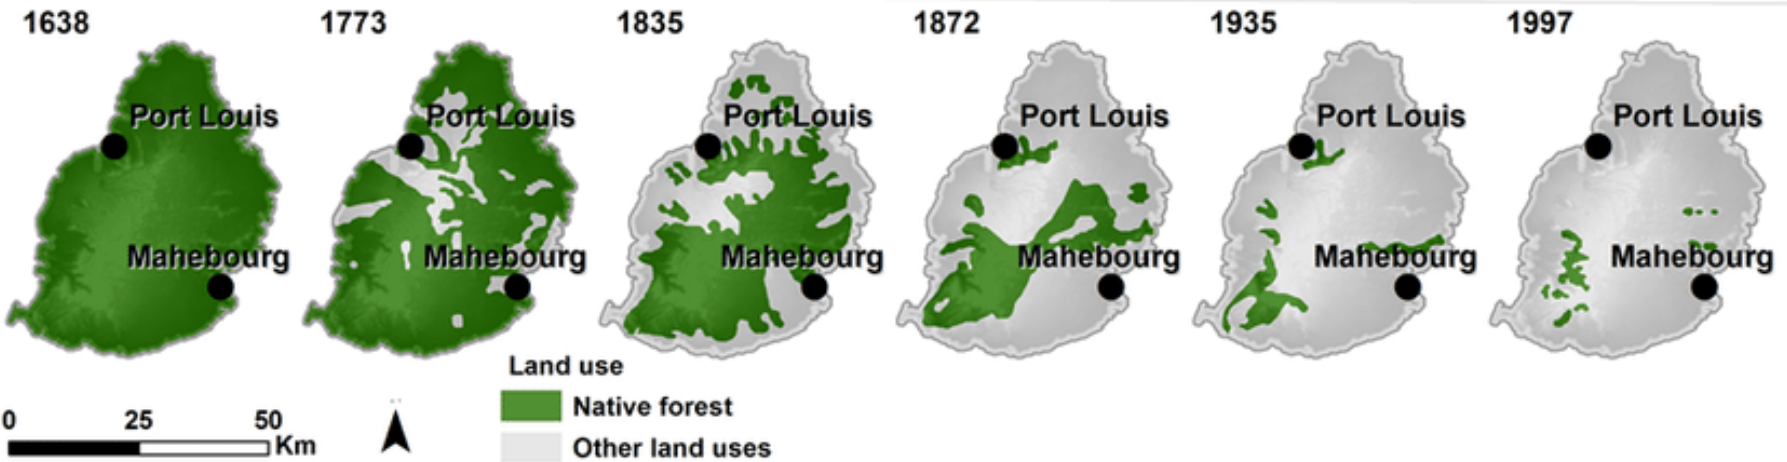 1638
1773
1835
1872
1935
1997
Port Louis
Port Louis
Port Louis
Port Louis
Port Louis
Port Louis
Mahebourg
Mahebourg
Mahebourg
Mahebourg
Mahebourg
Mahebourg
Land use
Native forest
Other land uses
0 25 50 Km